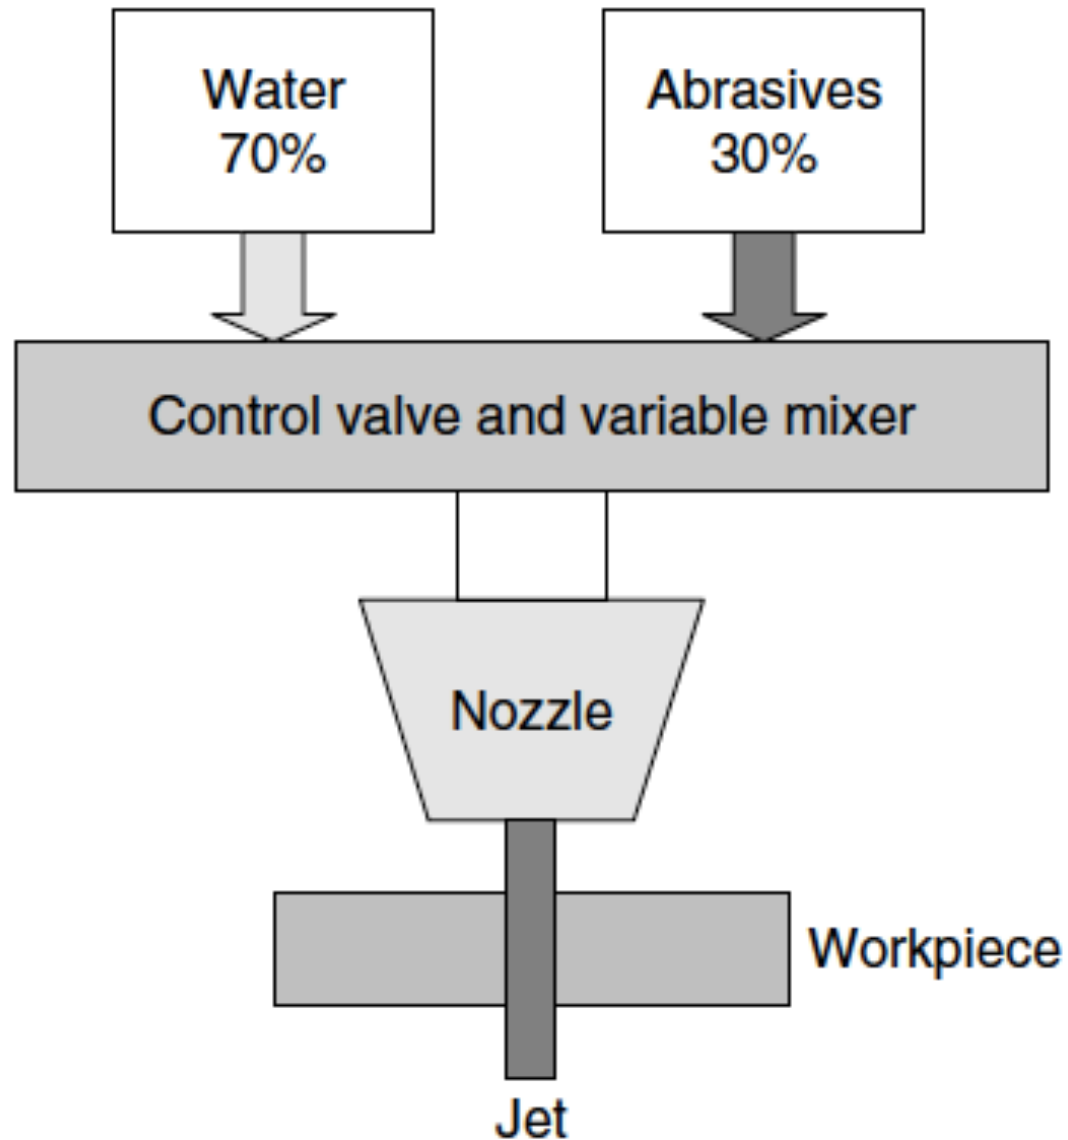 Water
70%
Abrasives
30%
Control valve and variable mixer
Nozzle
Workpiece
Jet